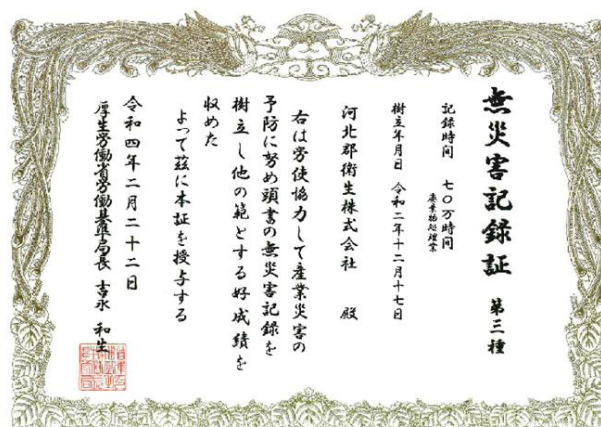 無災害記録証 第三種
記録時間 七〇万時間
廃棄物処理業
樹立年月日 令和二年十二月十七日
河北郡衛生株式会社 殿
右は労使協力して産業災害の
予防に努め頭書の無災害記録を
樹立し他の範とする好成績を
収めた
よって茲に本証を授与する
令和四年二月二十二日
厚生労働省労働基準局長 吉永 和生